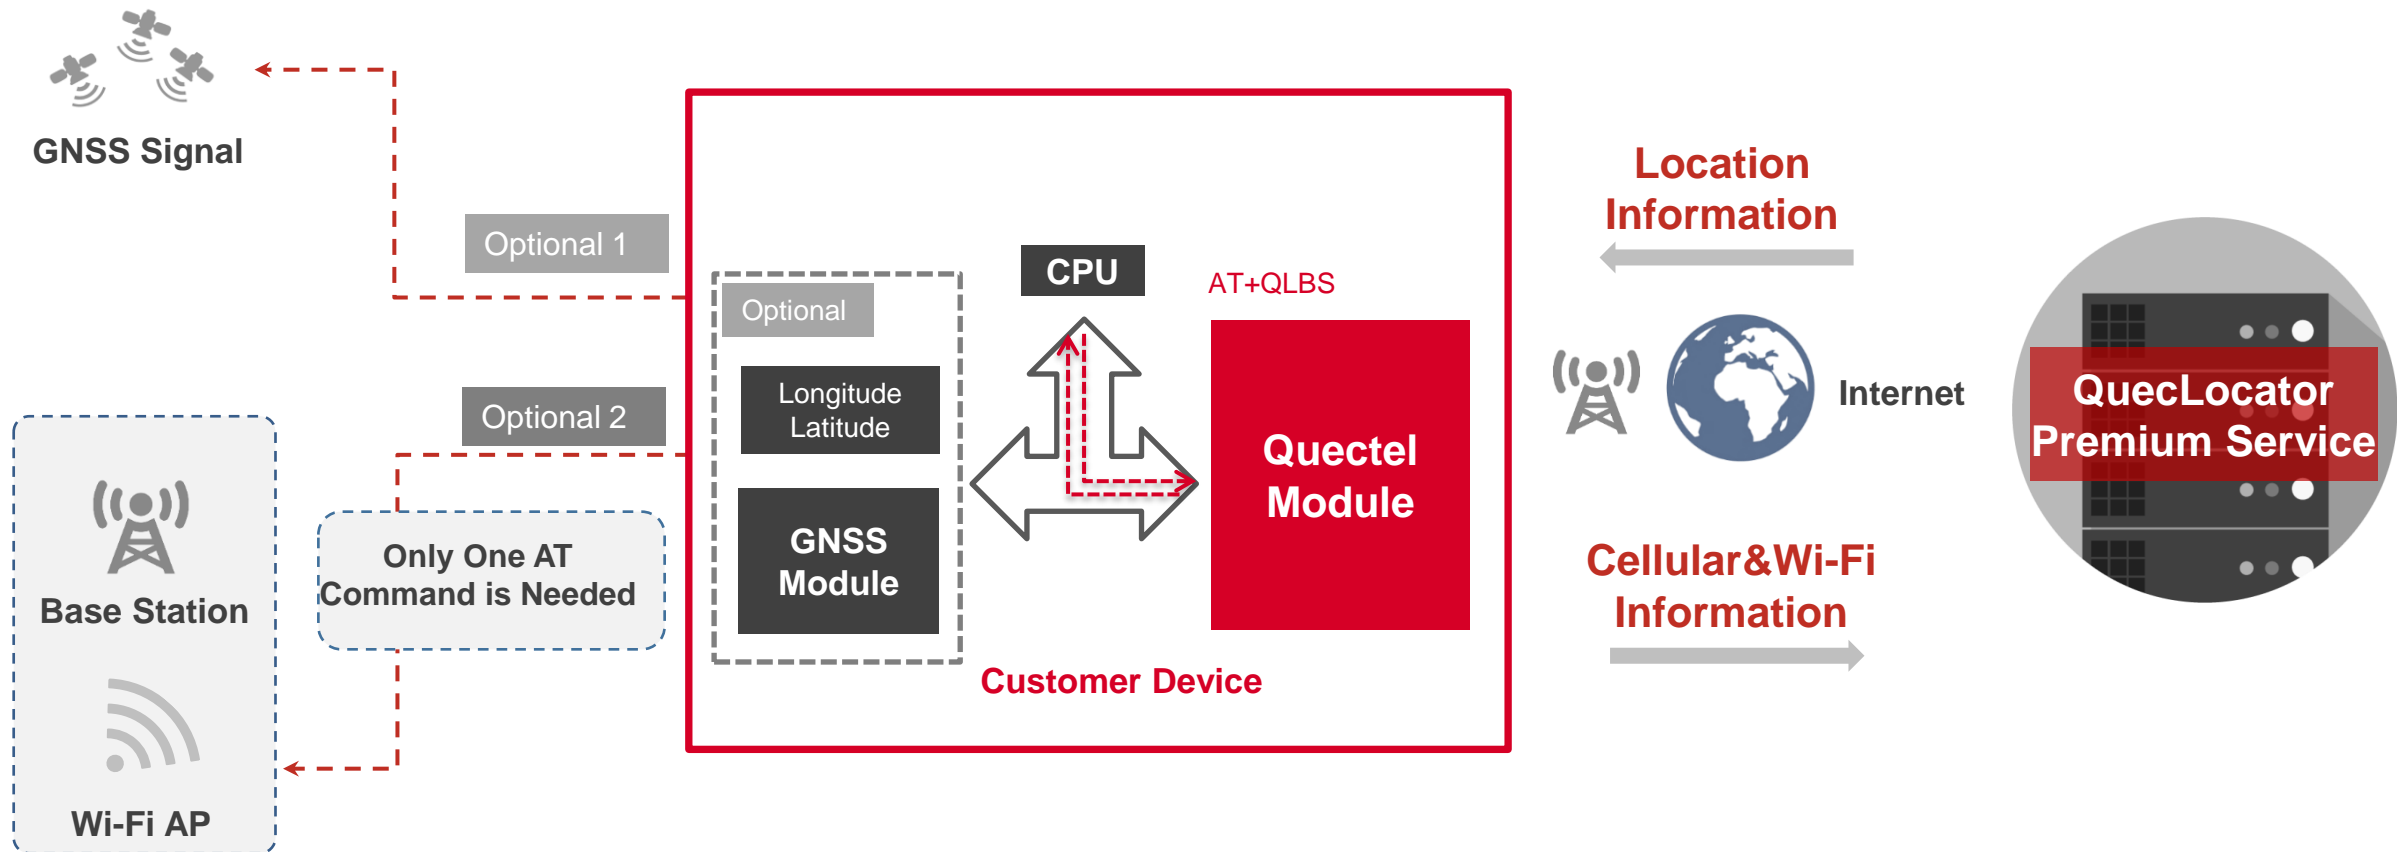 GNSS Signal
Optional 1
Optional 2
Base Station
Wi-Fi AP
Only One AT
Command is Needed
Optional
Longitude
Latitude
GNSS
Module
CPU
AT+QLBS
Quectel
Module
Customer Device
Location
Information
Internet
Cellular&Wi-Fi
Information
QuecLocator
Premium Service